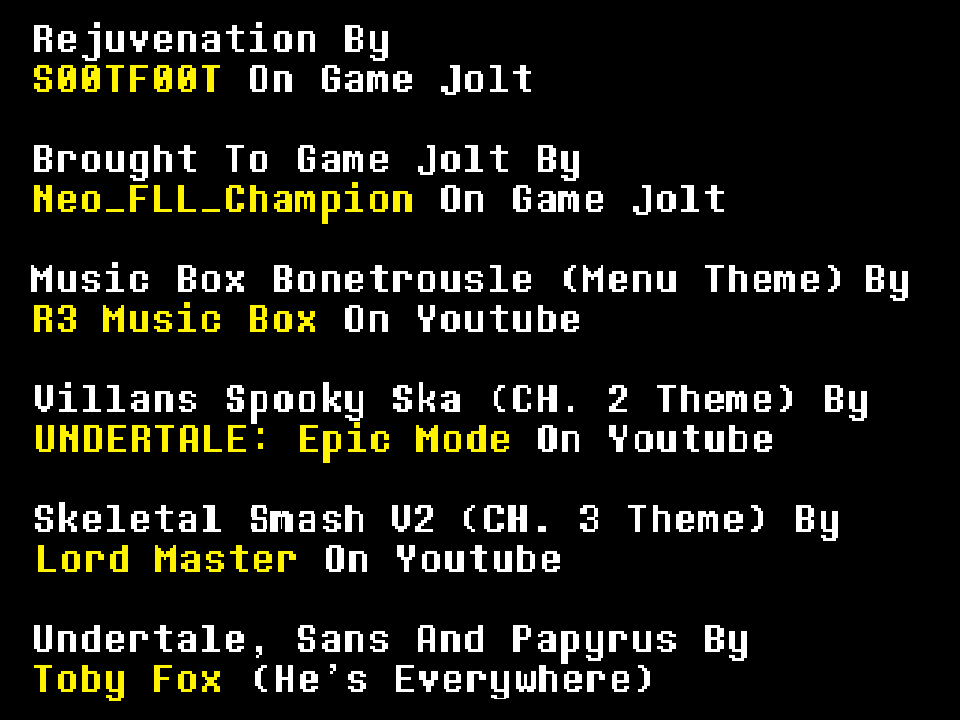 Rejuvenation By
S00TF00T On Game Jolt
Brought To Game Jolt By
Neo_FLL_Champion On Game Jolt
Music Box Bonetrousle (Menu Theme) By
R3 Music Box On Youtube
Villans Spooky Ska (CH. 2 Theme) By
UNDERTALE: Epic Mode On Youtube
Skeletal Smash V2 (CH. 3 Theme) By
Lord Master On Youtube
Undertale, Sans And Papyrus By
Toby Fox (He's Everywhere)